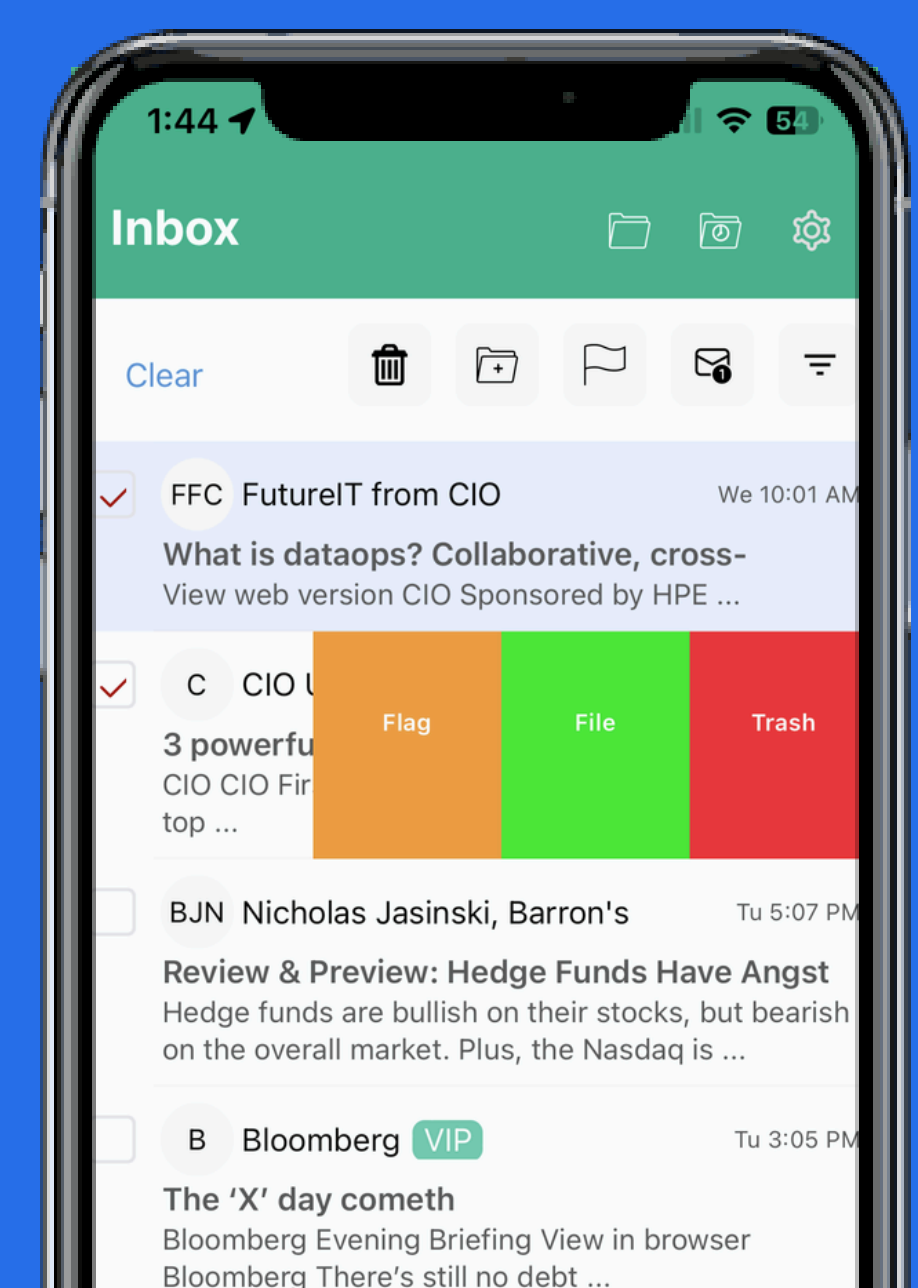 1:44 54
Inbox
Clear 1
FFC FutureIT from CIO We 10:01 AM
What is dataops? Collaborative, cross-
View web version CIO Sponsored by HPE ...
C CIO
Flag File Trash
3
CIO CIO
top ...
BJN Nicholas Jasinski, Barron's Tu 5:07 PM
Review & Preview: Hedge Funds Have Angst
Hedge funds are bullish on their stocks, but bearish
on the overall market. Plus, the Nasdaq is ...
B Bloomberg VIP Tu 3:05 PM
The ‘X’ day cometh
Bloomberg Evening Briefing View in browser
Bloomberg There’s still no debt ...